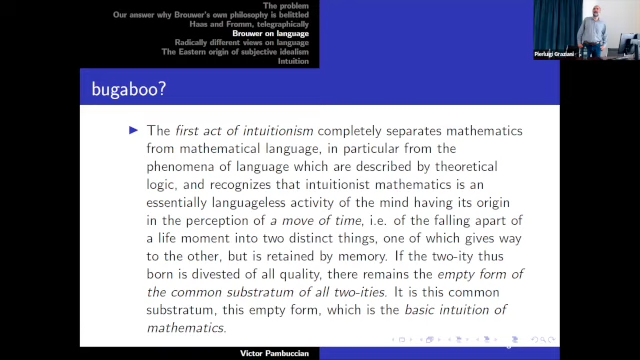 The problem
Our answer why Brouwer's own philosophy is belittled
Haas and Fromm, telegraphically
Brouwer on language
Radically different views on language
The Eastern origin of subjective idealism
Intuition
Pierluigi Graziani
bugaboo?
The first act of intuitionism completely separates mathematics
from mathematical language, in particular from the
phenomena of language which are described by theoretical
logic, and recognizes that intuitionist mathematics is an
essentially languageless activity of the mind having its origin
in the perception of a move of time, i.e. of the falling apart of
a life moment into two distinct things, one of which gives way
to the other, but is retained by memory. If the two-ity thus
born is divested of all quality, there remains the empty form of
the common substratum of all two-ities. It is this common
substratum, this empty form, which is the basic intuition of
mathematics.
Victor Pambuccian